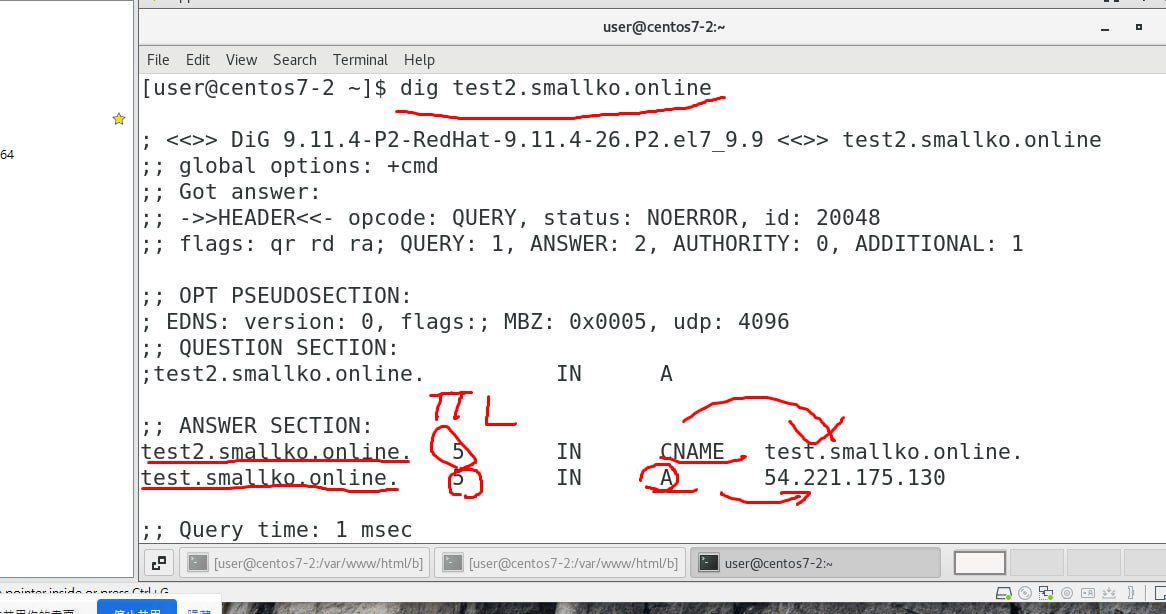 user@centos7-2:~
File Edit View Search Terminal Help
[user@centos7-2 ~]$ dig test2.smallko.online
64
; <<>> DiG 9.11.4-P2-RedHat-9.11.4-26.P2.el7_9.9 <<>> test2.smallko.online
;; global options: +cmd
;; Got answer:
;; ->>HEADER<<- opcode: QUERY, status: NOERROR, id: 20048
;; flags: qr rd ra; QUERY: 1, ANSWER: 2, AUTHORITY: 0, ADDITIONAL: 1
;; OPT PSEUDOSECTION:
; EDNS: version: 0, flags:; MBZ: 0x0005, udp: 4096
;; QUESTION SECTION:
;test2.smallko.online. IN A
TTL
;; ANSWER SECTION:
test2.smallko.online. 5 IN CNAME test.smallko.online.
test.smallko.online. 5 IN A 54.221.175.130
;; Query time: 1 msec
[user@centos7-2:/var/www/html/b] [user@centos7-2:/var/www/html/b] user@centos7-2:~
pointer inside or press Ctrl+G